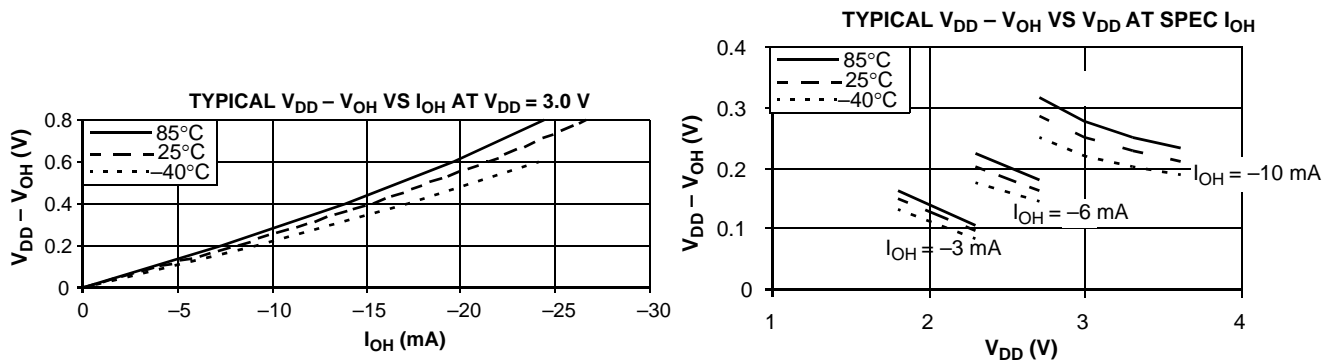 TYPICAL VDD – VOH VS IOH AT VDD = 3.0 V
VDD – VOH (V)
0.8
0.6
0.4
0.2
0
85°C
25°C
–40°C
0
–5
–10
–15
–20
–25
–30
IOH (mA)
TYPICAL VDD – VOH VS VDD AT SPEC IOH
VDD – VOH (V)
0.4
0.3
0.2
0.1
0
85°C
25°C
–40°C
IOH = –10 mA
IOH = –6 mA
IOH = –3 mA
1
2
3
4
VDD (V)